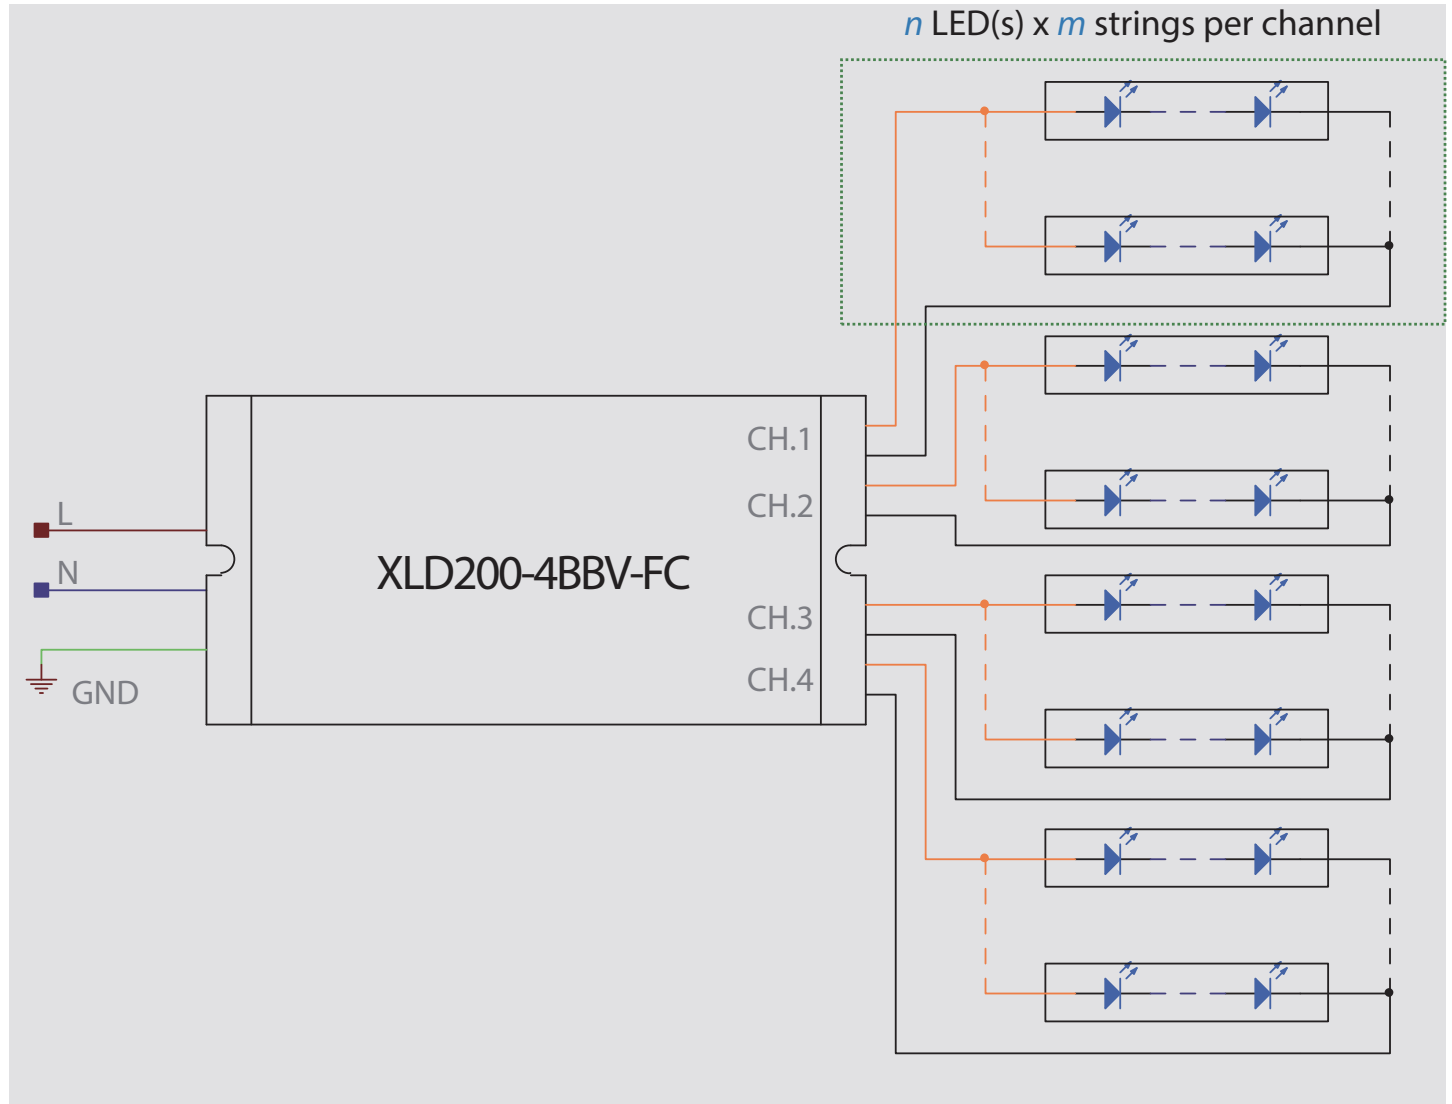 n LED(s) x m strings per channel
CH.1
CH.2
L
N
XLD200-4BBV-FC
CH.3
CH.4
GND